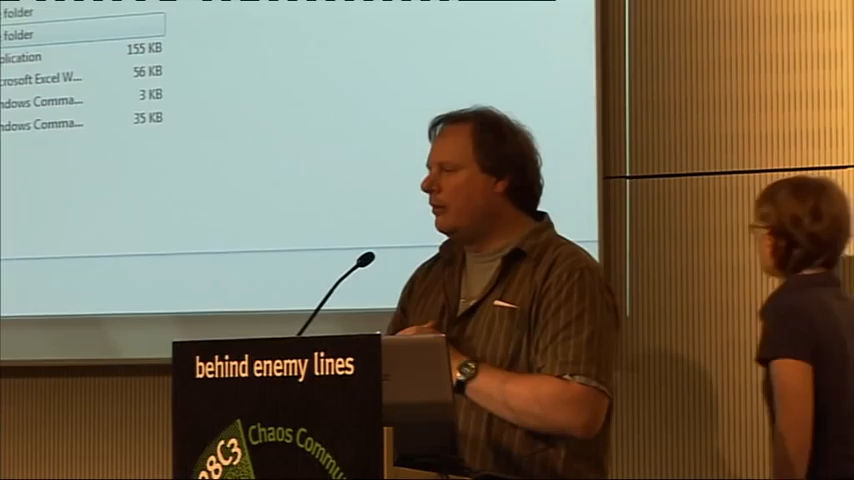 folder
folder
plication 155 KB
crosoft Excel W... 56 KB
ndows Comma... 3 KB
ndows Comma... 35 KB
behind enemy lines
Chaos Commu
28C3